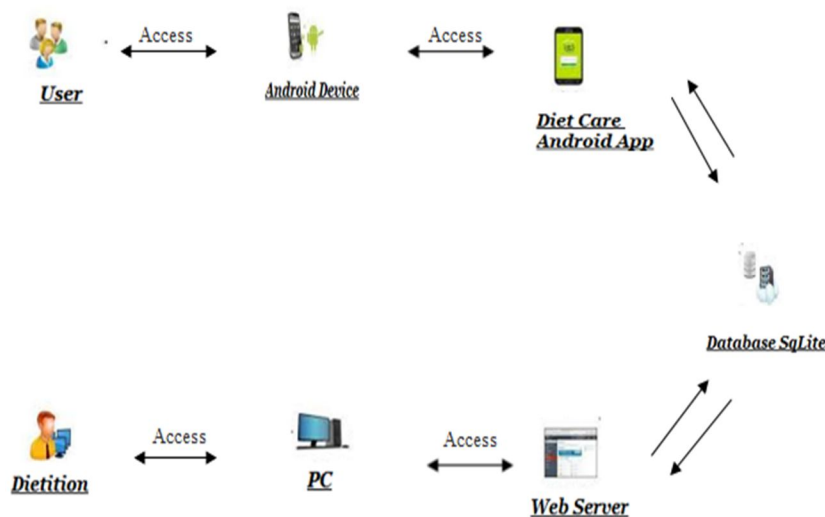 Access
Access
User
Android Device
Diet Care
Android App
Database SqLite
Access
Access
Dietition
PC
Web Server